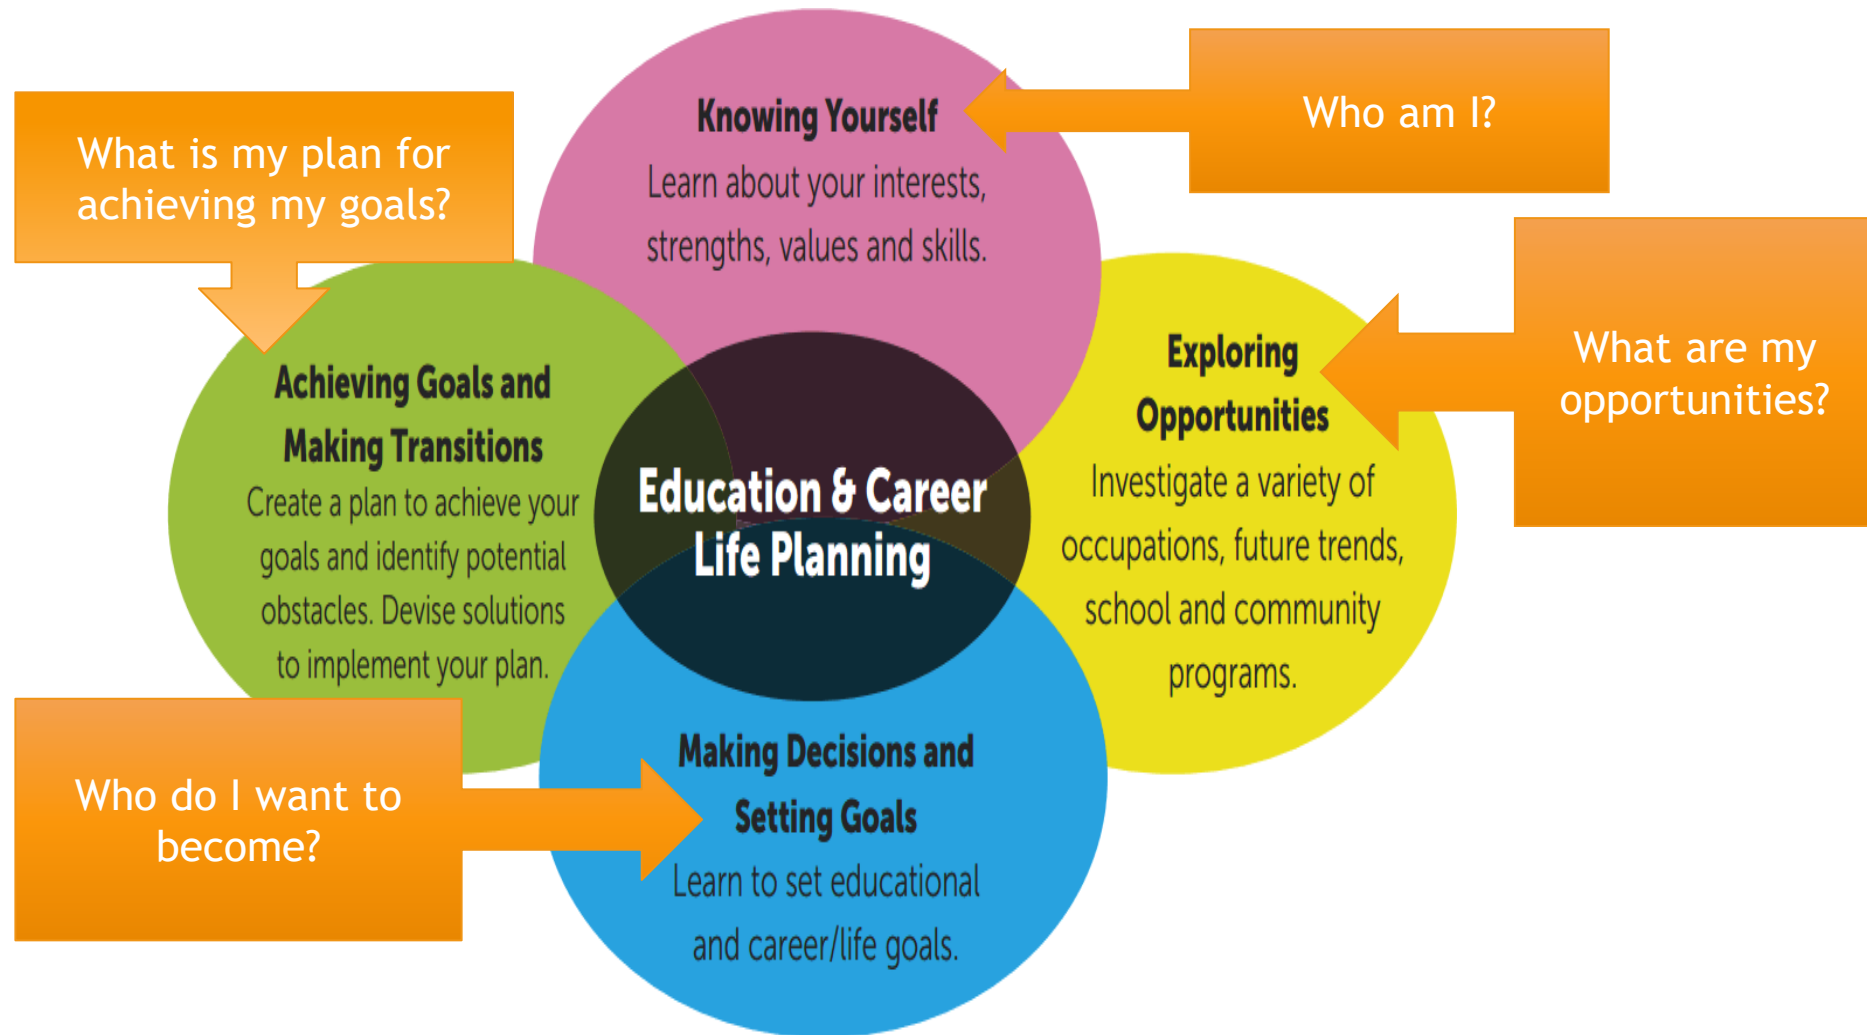 Knowing Yourself
Learn about your interests,
strengths, values and skills.
Who am I?
What are my
opportunities?
Exploring
Opportunities
Investigate a variety of
occupations, future trends,
school and community
programs.
Who do I want to
become?
Making Decisions and
Setting Goals
Learn to set educational
and career/life goals.
What is my plan for
achieving my goals?
Achieving Goals and
Making Transitions
Create a plan to achieve your
goals and identify potential
obstacles. Devise solutions
to implement your plan.
Education & Career
Life Planning